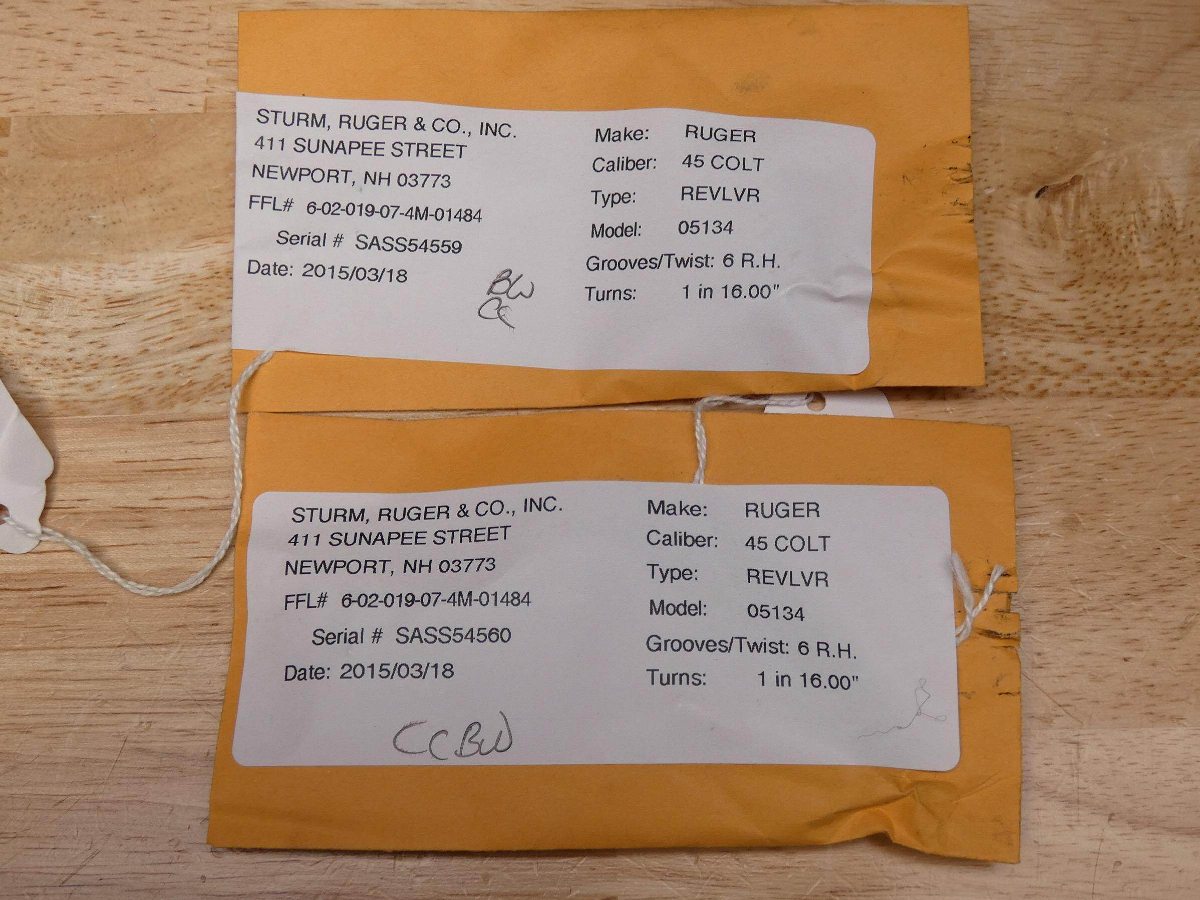 STURM, RUGER & CO., INC.
411 SUNAPEE STREET
NEWPORT, NH 03773
FFL# 6-02-019-07-4M-01484
Serial # SASS54559
Date: 2015/03/18
BW
CC
Make: RUGER
Caliber: 45 COLT
Type: REVLVR
Model: 05134
Grooves/Twist: 6 R.H.
Turns: 1 in 16.00"
STURM, RUGER & CO., INC.
411 SUNAPEE STREET
NEWPORT, NH 03773
FFL# 6-02-019-07-4M-01484
Serial # SASS54560
Date: 2015/03/18
CCBW
Make: RUGER
Caliber: 45 COLT
Type: REVLVR
Model: 05134
Grooves/Twist: 6 R.H.
Turns: 1 in 16.00"